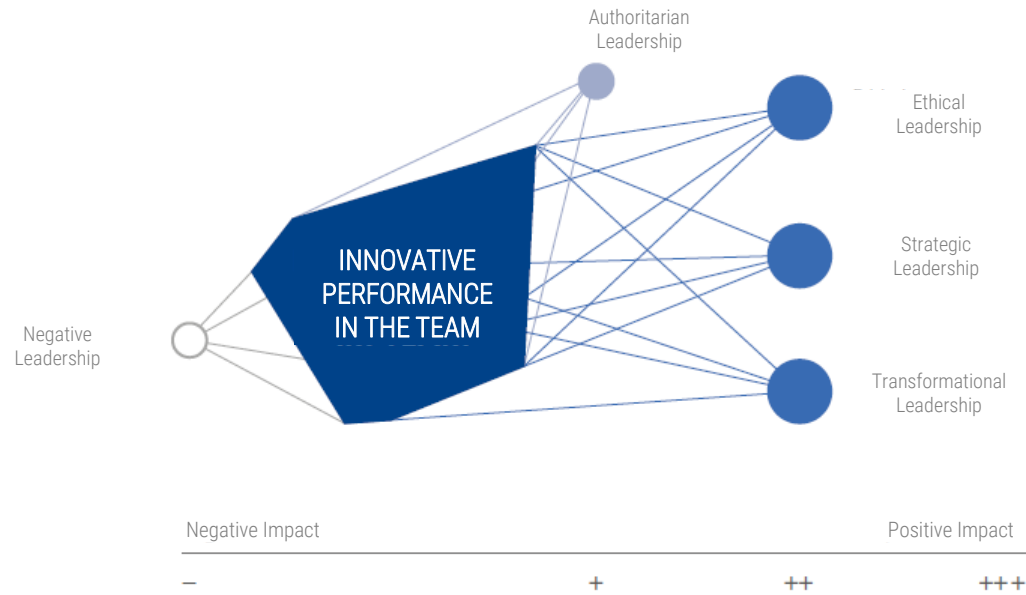 Authoritarian
Leadership
Ethical
Leadership
INNOVATIVE
PERFORMANCE
IN THE TEAM
Strategic
Leadership
Negative
Leadership
Transformational
Leadership
Negative Impact
Positive Impact
−
+
++
+++